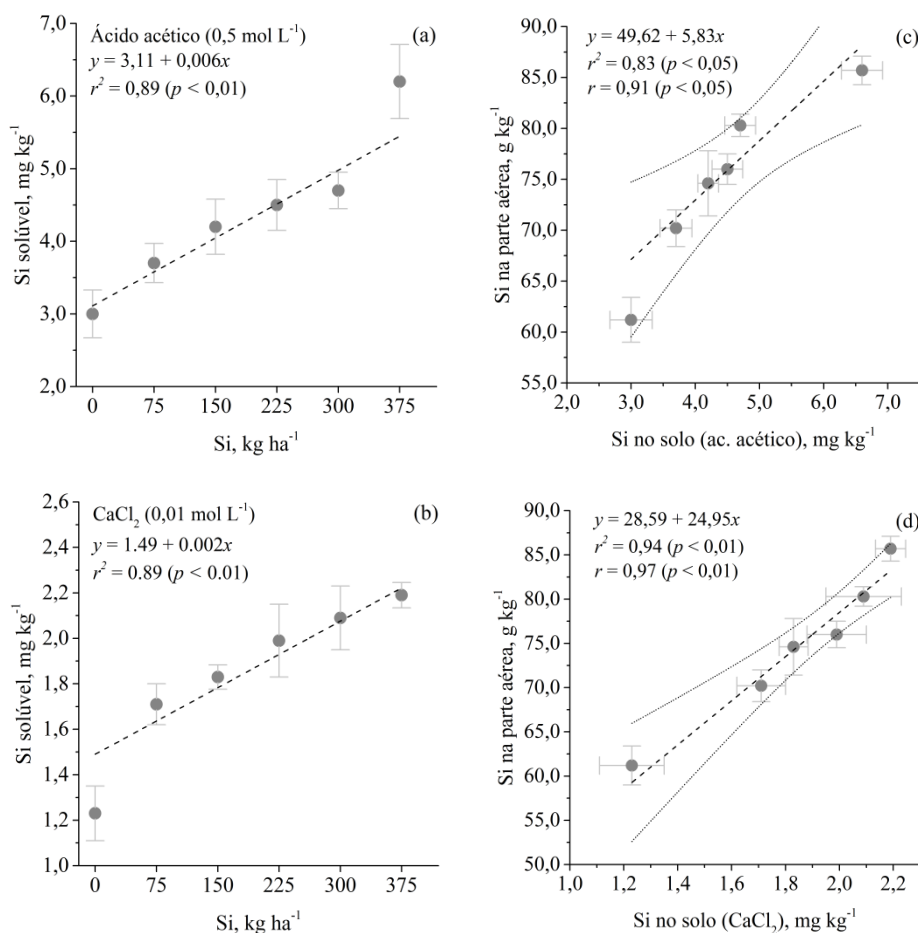 7,0
6,0
5,0
4,0
3,0
2,0
Si solúvel, mg kg⁻¹
Ácido acético (0,5 mol L⁻¹)
y = 3,11 + 0,006x
r² = 0,89 (p < 0,01)
(a)
0 75 150 225 300 375
Si, kg ha⁻¹
90,0
85,0
80,0
75,0
70,0
65,0
60,0
55,0
Si na parte aérea, g kg⁻¹
y = 49,62 + 5,83x
r² = 0,83 (p < 0,05)
r = 0,91 (p < 0,05)
(c)
2,0 3,0 4,0 5,0 6,0 7,0
Si no solo (ac. acético), mg kg⁻¹
2,6
2,4
2,2
2,0
1,8
1,6
1,4
1,2
1,0
Si solúvel, mg kg⁻¹
CaCl₂ (0,01 mol L⁻¹)
y = 1.49 + 0.002x
r² = 0.89 (p < 0.01)
(b)
0 75 150 225 300 375
Si, kg ha⁻¹
90,0
85,0
80,0
75,0
70,0
65,0
60,0
55,0
50,0
Si na parte aérea, g kg⁻¹
y = 28,59 + 24,95x
r² = 0,94 (p < 0,01)
r = 0,97 (p < 0,01)
(d)
1,0 1,2 1,4 1,6 1,8 2,0 2,2
Si no solo (CaCl₂), mg kg⁻¹